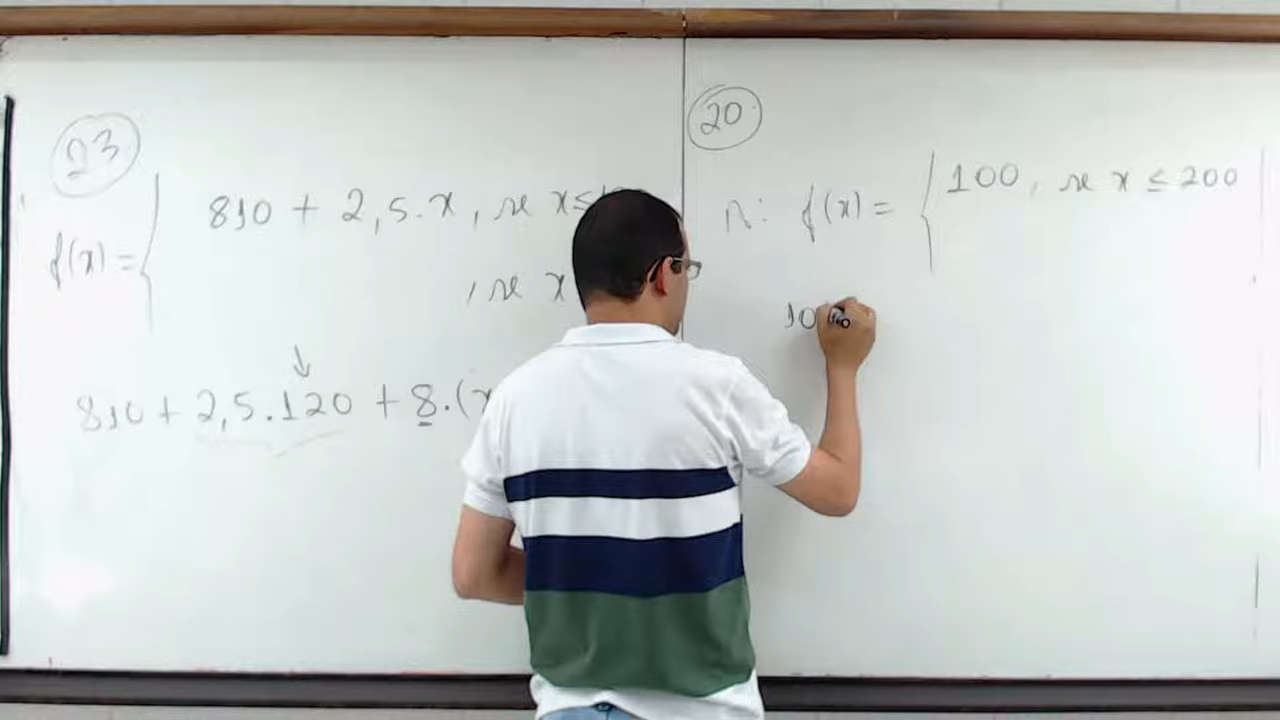 23
f(x) = { 810 + 2,5.x, se x ≤
, se x
810 + 2,5.120 + 8.(x
20
n: f(x) = { 100, se x ≤ 200
10